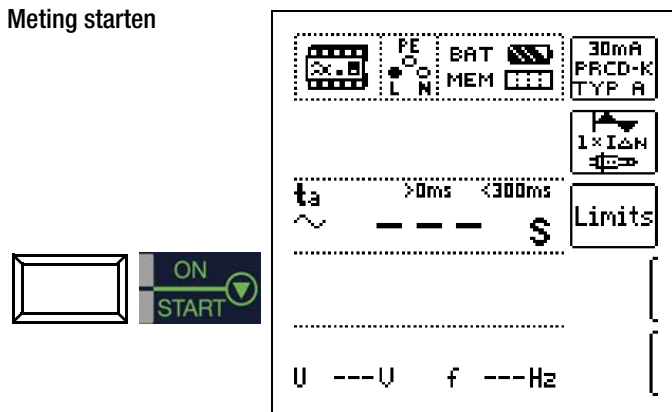 Meting starten
PE
L N
BAT
MEM
30mA
PRCD-K
TYP A
1×IΔN
ta >0ms <300ms
--- s
Limits
ON
START
U ---V f ---Hz